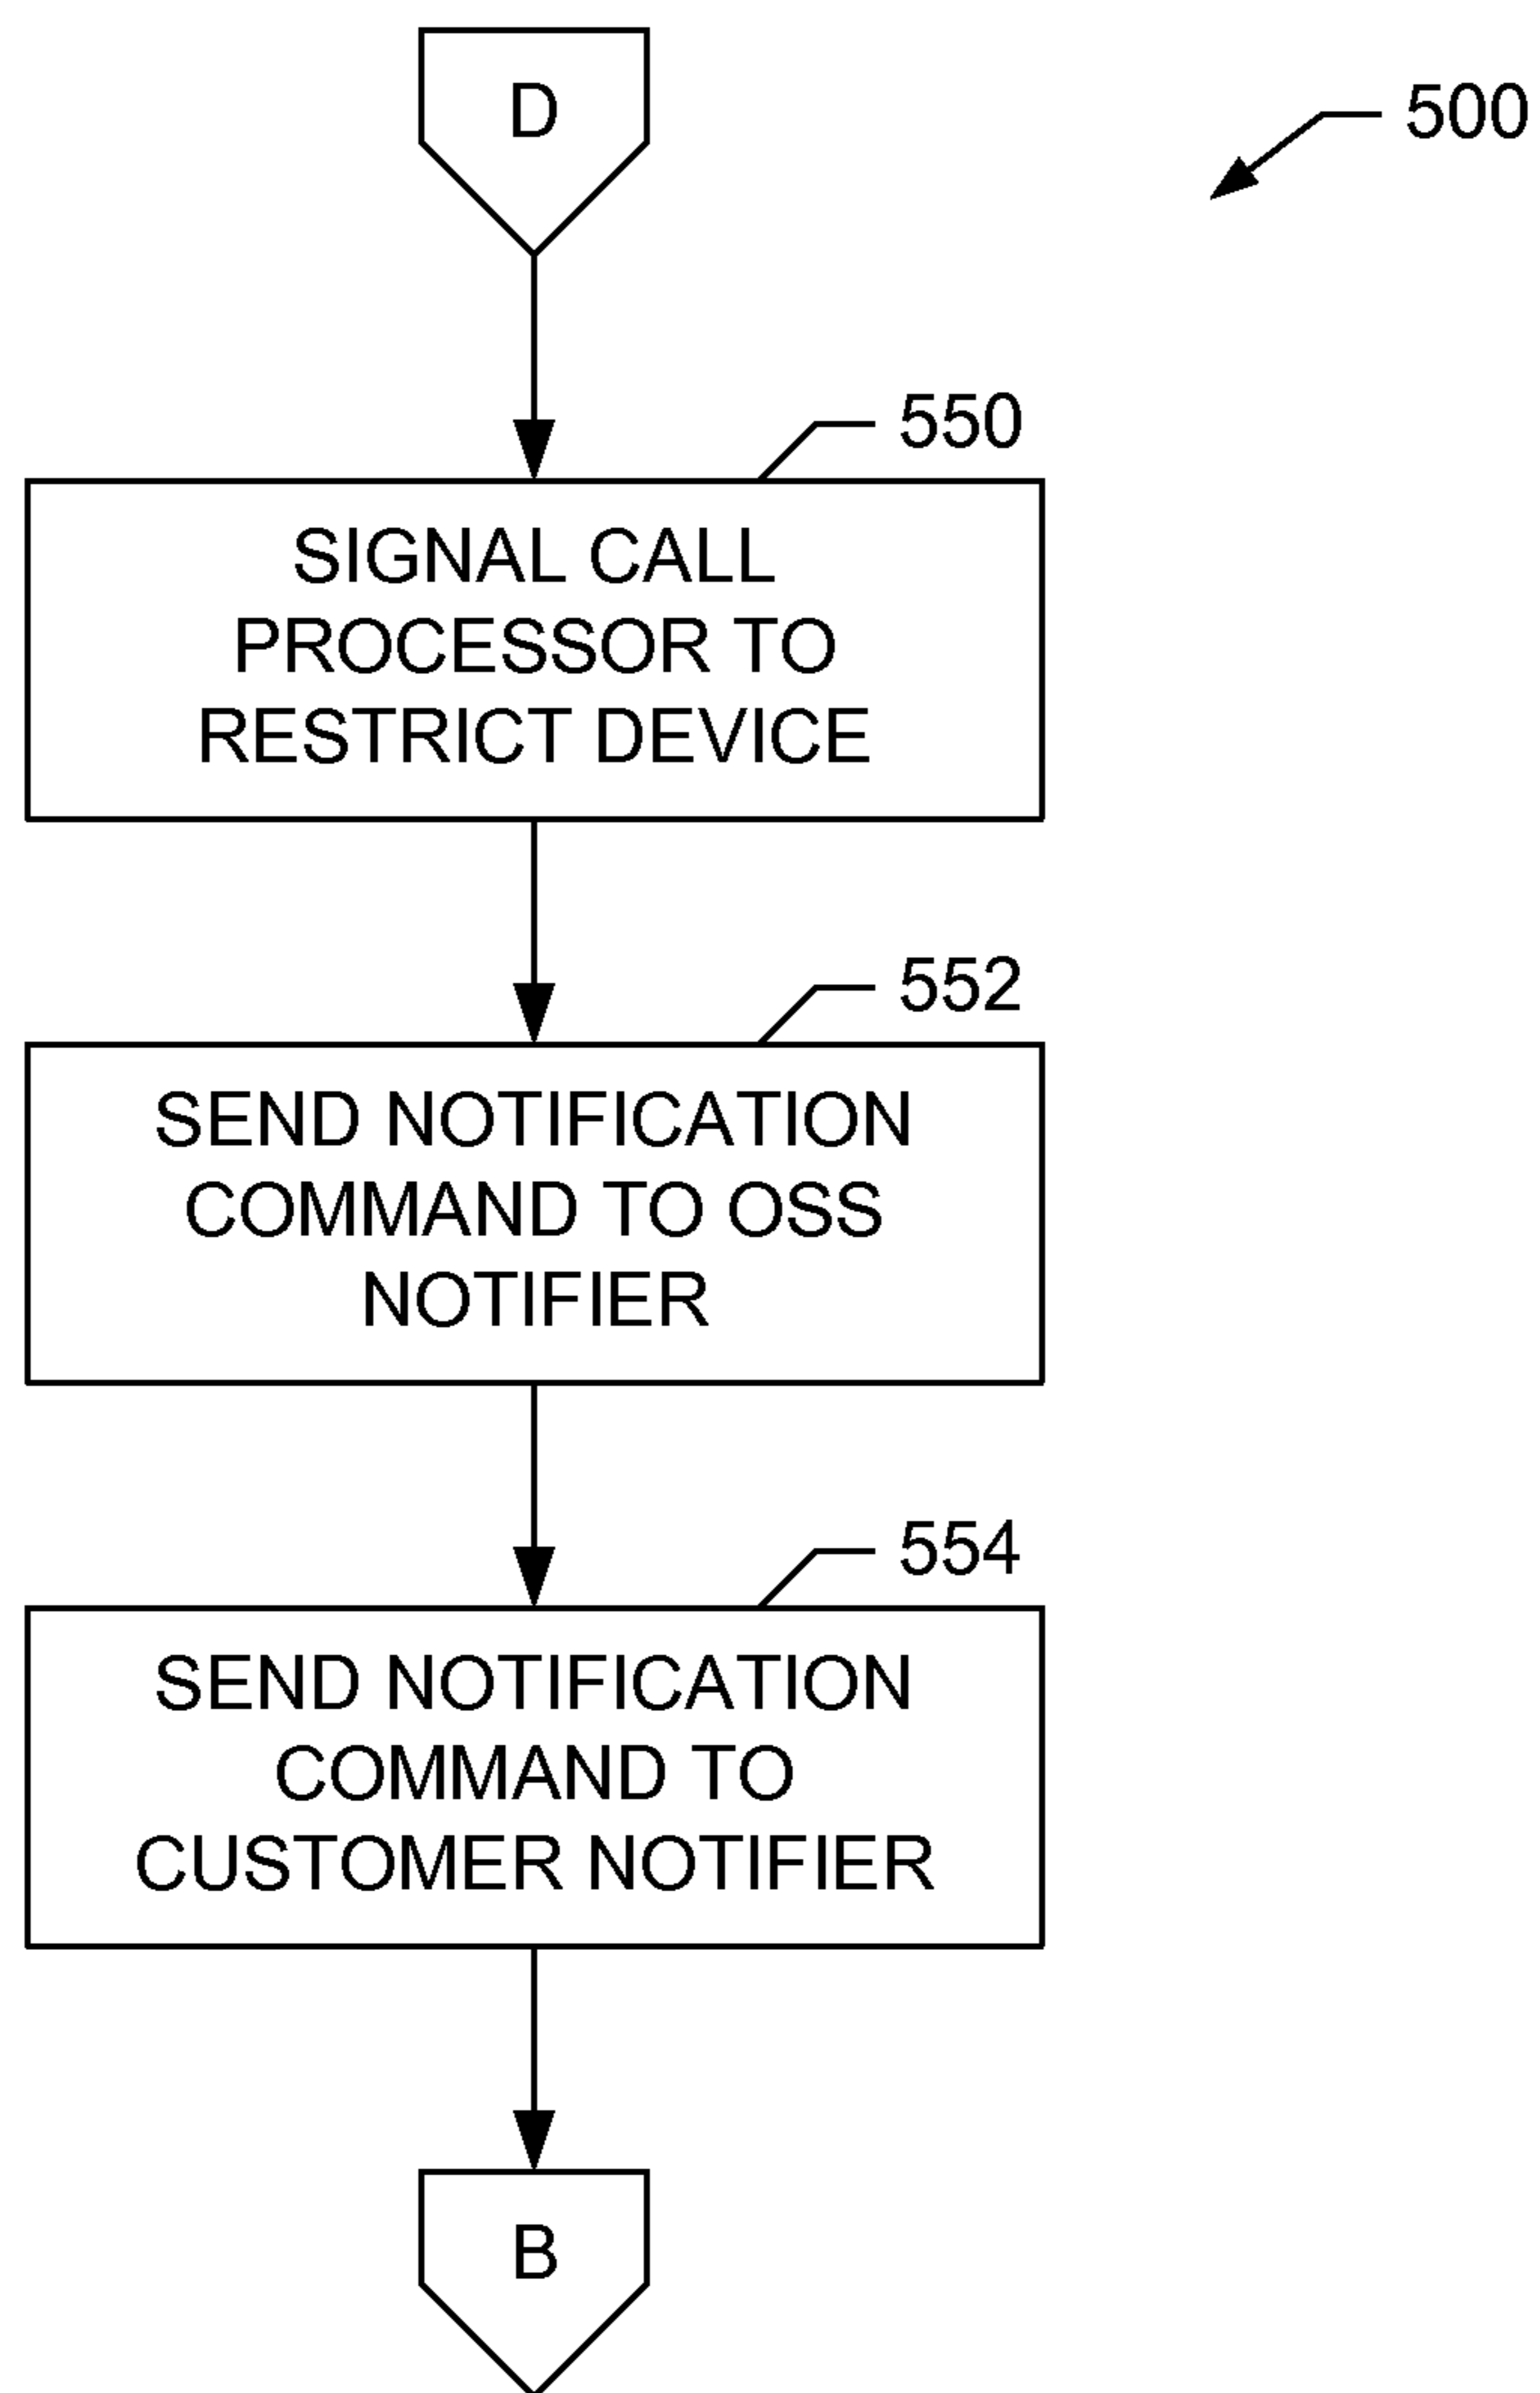 D
500
550
SIGNAL CALL
PROCESSOR TO
RESTRICT DEVICE
552
SEND NOTIFICATION
COMMAND TO OSS
NOTIFIER
554
SEND NOTIFICATION
COMMAND TO
CUSTOMER NOTIFIER
B